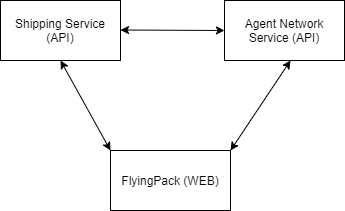 Shipping Service
(API)
Agent Network
Service (API)
FlyingPack (WEB)